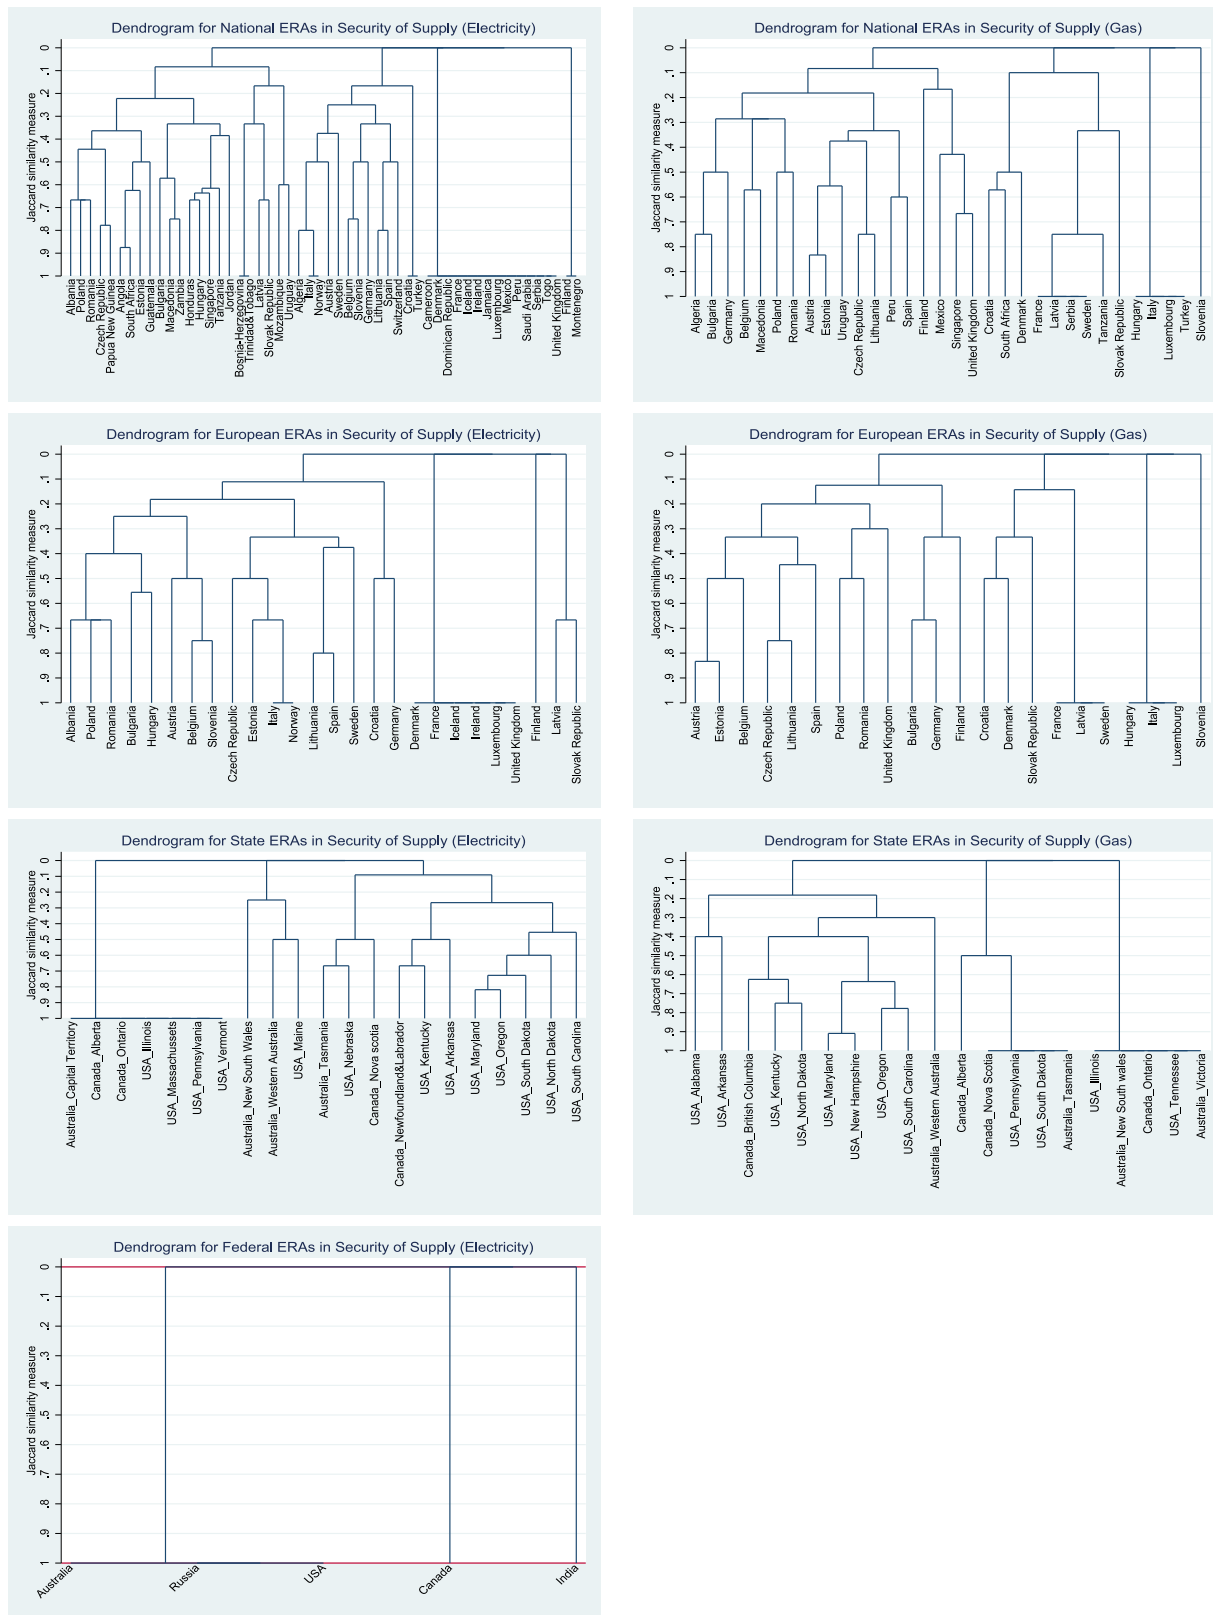 Dendrogram for National ERAs in Security of Supply (Electricity)
Jaccard similarity measure
0
.1
.2
.3
.4
.5
.6
.7
.8
.9
1
Albania
Poland
Romania
Czech Republic
Papua New Guinea
Angola
South Africa
Estonia
Guatemala
Bulgaria
Macedonia
Zambia
Honduras
Hungary
Singapore
Tanzania
Jordan
Bosnia-Herzegovina
Trinidad&Tobago
Latvia
Slovak Republic
Mozambique
Uruguay
Algeria
Italy
Norway
Austria
Sweden
Belgium
Slovenia
Germany
Lithuania
Spain
Switzerland
Croatia
Turkey
Cameroon
Denmark
Dominican Republic
France
Iceland
Ireland
Jamaica
Luxembourg
Mexico
Peru
Saudi Arabia
Serbia
Togo
United Kingdom
Finland
Montenegro
Dendrogram for National ERAs in Security of Supply (Gas)
Jaccard similarity measure
0
.1
.2
.3
.4
.5
.6
.7
.8
.9
1
Algeria
Bulgaria
Germany
Belgium
Macedonia
Poland
Romania
Austria
Estonia
Uruguay
Czech Republic
Lithuania
Peru
Spain
Finland
Mexico
Singapore
United Kingdom
Croatia
South Africa
Denmark
France
Latvia
Serbia
Sweden
Tanzania
Slovak Republic
Hungary
Italy
Luxembourg
Turkey
Slovenia
Dendrogram for European ERAs in Security of Supply (Electricity)
Jaccard similarity measure
0
.1
.2
.3
.4
.5
.6
.7
.8
.9
1
Albania
Poland
Romania
Bulgaria
Hungary
Austria
Belgium
Slovenia
Czech Republic
Estonia
Italy
Norway
Lithuania
Spain
Sweden
Croatia
Germany
Denmark
France
Iceland
Ireland
Luxembourg
United Kingdom
Finland
Latvia
Slovak Republic
Dendrogram for European ERAs in Security of Supply (Gas)
Jaccard similarity measure
0
.1
.2
.3
.4
.5
.6
.7
.8
.9
1
Austria
Estonia
Belgium
Czech Republic
Lithuania
Spain
Poland
Romania
United Kingdom
Bulgaria
Germany
Finland
Croatia
Denmark
Slovak Republic
France
Latvia
Sweden
Hungary
Italy
Luxembourg
Slovenia
Dendrogram for State ERAs in Security of Supply (Electricity)
Jaccard similarity measure
0
.1
.2
.3
.4
.5
.6
.7
.8
.9
1
Australia_Capital Territory
Canada_Alberta
Canada_Ontario
USA_Illinois
USA_Massachussets
USA_Pennsylvania
USA_Vermont
Australia_New South Wales
Australia_Western Australia
USA_Maine
Australia_Tasmania
USA_Nebraska
Canada_Nova scotia
Canada_Newfoundland&Labrador
USA_Kentucky
USA_Arkansas
USA_Maryland
USA_Oregon
USA_South Dakota
USA_North Dakota
USA_South Carolina
Dendrogram for State ERAs in Security of Supply (Gas)
Jaccard similarity measure
0
.1
.2
.3
.4
.5
.6
.7
.8
.9
1
USA_Alabama
USA_Arkansas
Canada_British Columbia
USA_Kentucky
USA_North Dakota
USA_Maryland
USA_New Hampshire
USA_Oregon
USA_South Carolina
Australia_Western Australia
Canada_Alberta
Canada_Nova Scotia
USA_Pennsylvania
USA_South Dakota
Australia_Tasmania
USA_Illinois
Australia_New South wales
Canada_Ontario
USA_Tennessee
Australia_Victoria
Dendrogram for Federal ERAs in Security of Supply (Electricity)
Jaccard similarity measure
0
.1
.2
.3
.4
.5
.6
.7
.8
.9
1
Australia
Russia
USA
Canada
India